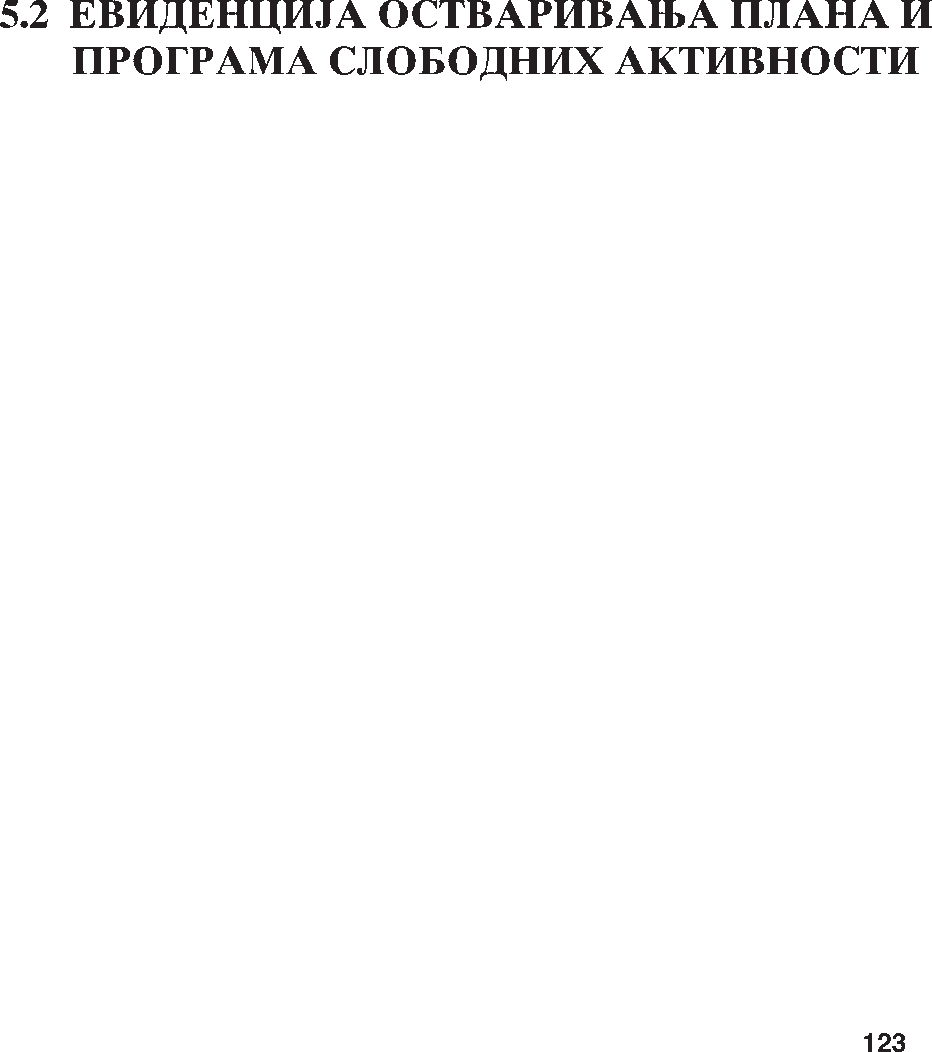 5.2 ЕВИДЕНЦИЈА ОСТВАРИВАЊА ПЛАНА И
ПРОГРАМА СЛОБОДНИХ АКТИВНОСТИ
123